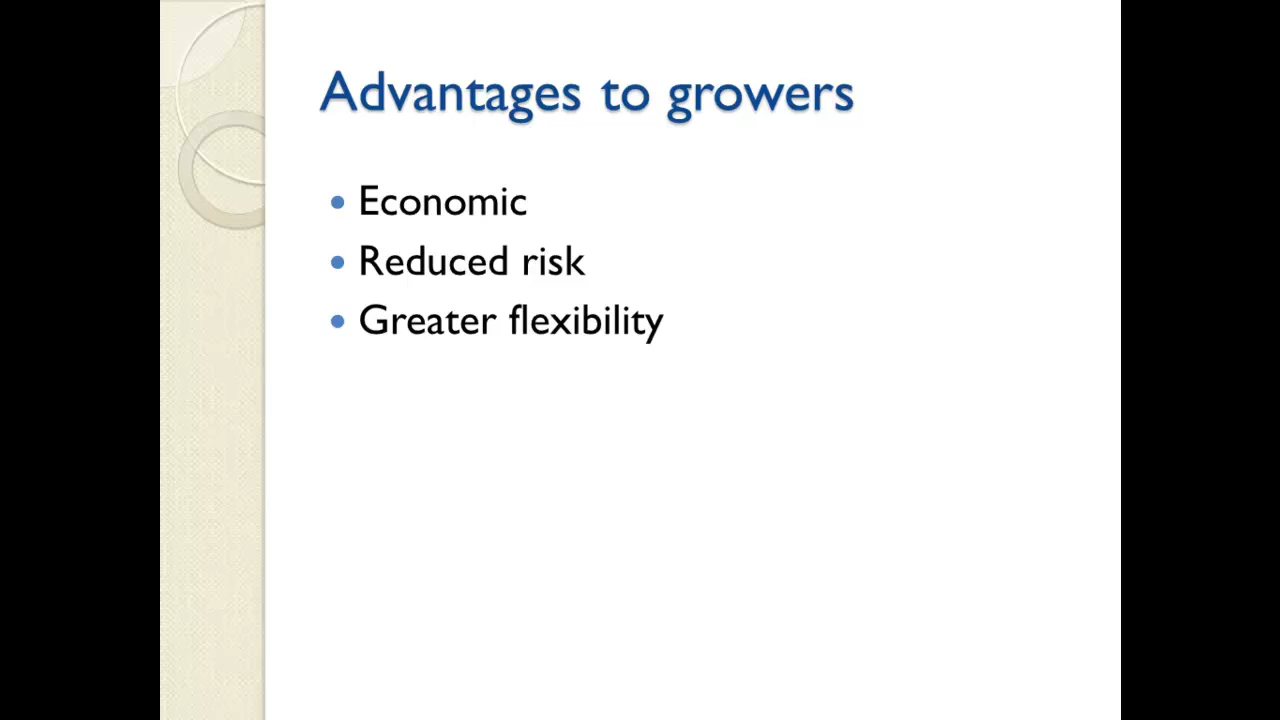 Advantages to growers
• Economic
• Reduced risk
• Greater flexibility